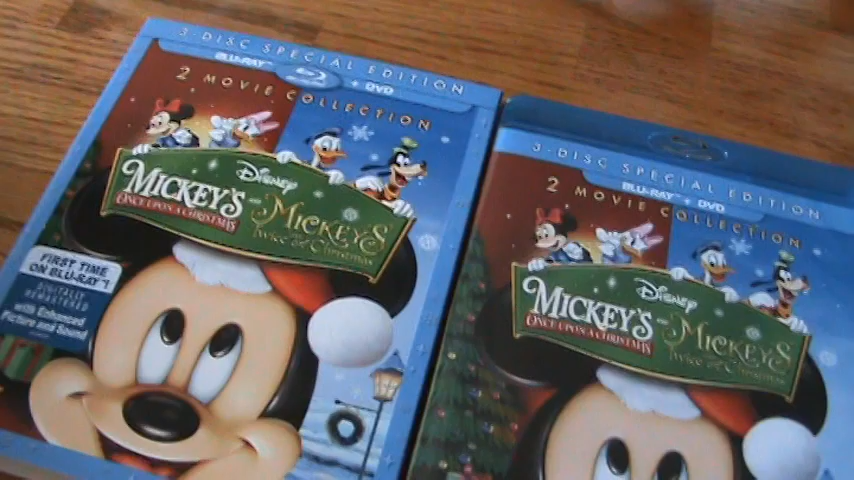 3-DISC SPECIAL EDITION
BLU-RAY + DVD
2 MOVIE COLLECTION
DISNEY
MICKEY'S
ONCE UPON A CHRISTMAS
AND
MICKEY'S
Twice Upon a Christmas
FIRST TIME
ON BLU-RAY™!
DIGITALLY
REMASTERED
with Enhanced
Picture and Sound
3-DISC SPECIAL EDITION
BLU-RAY + DVD
2 MOVIE COLLECTION
DISNEY
MICKEY'S
ONCE UPON A CHRISTMAS
AND
MICKEY'S
Twice Upon a Christmas